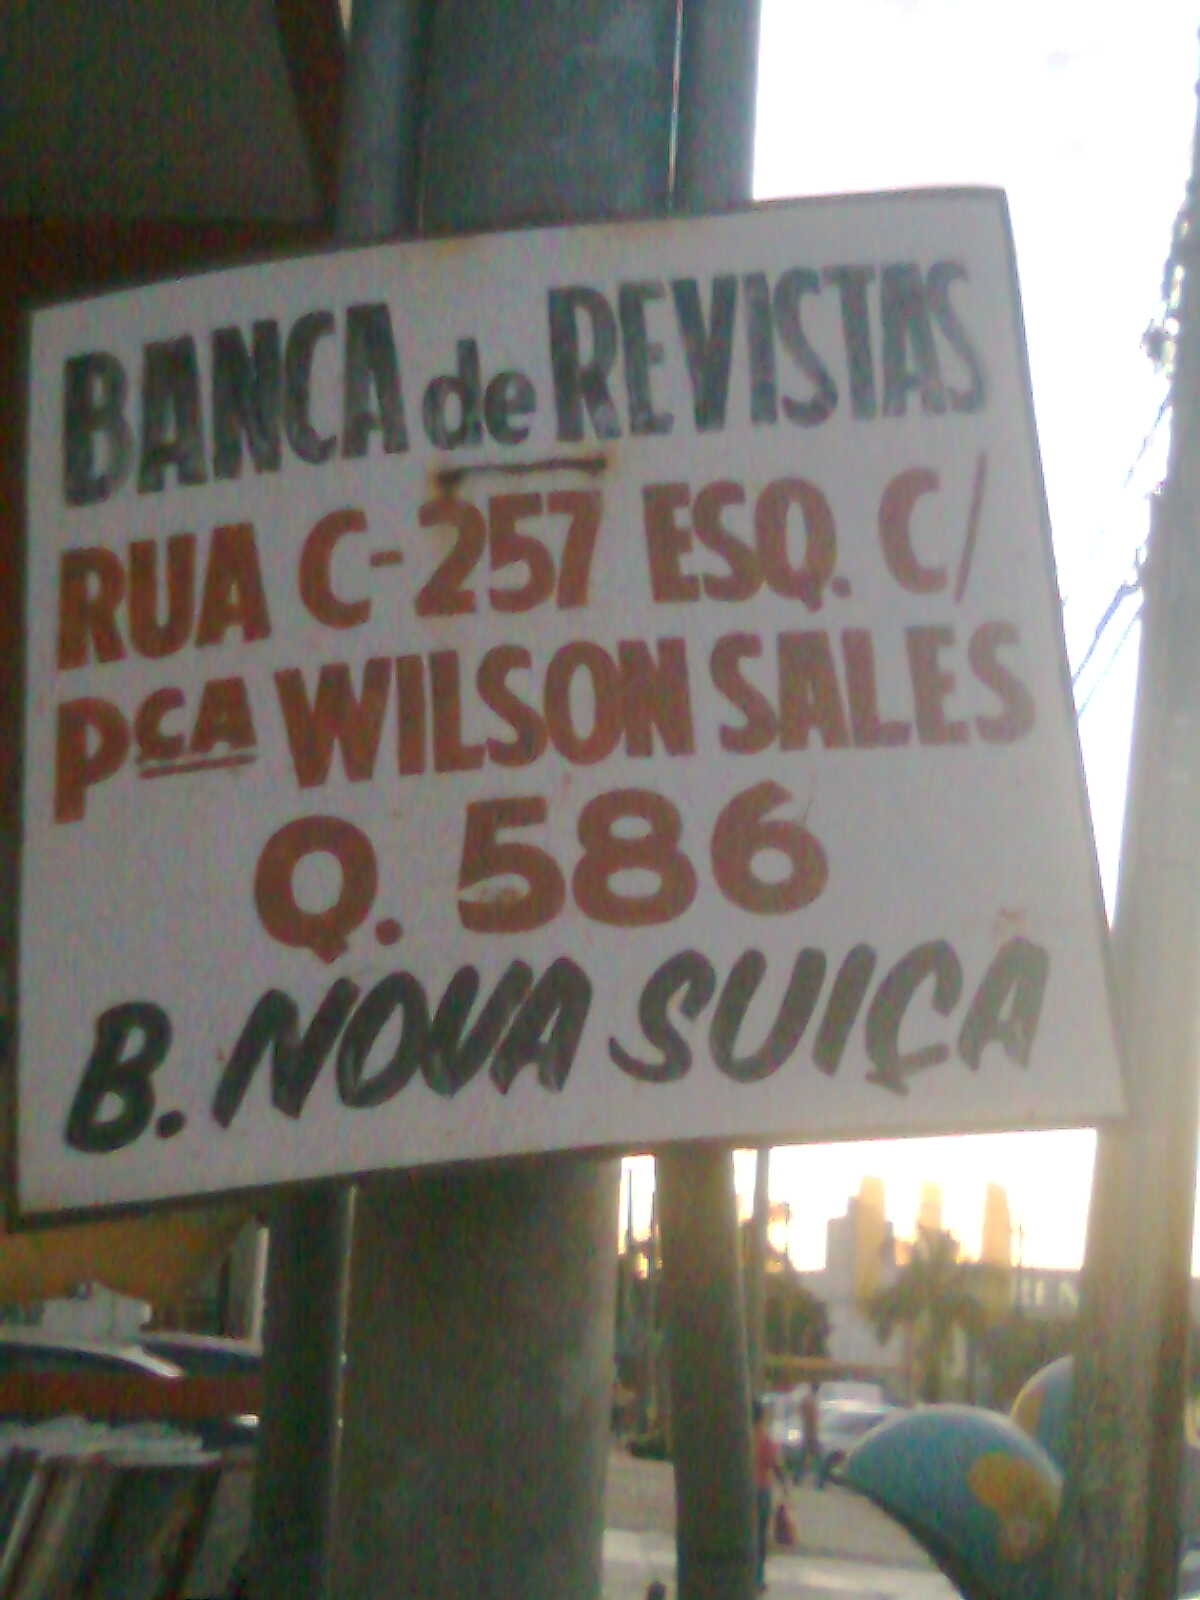 BANCA de REVISTAS
RUA C-257 ESQ. C/
PÇA WILSON SALES
Q. 586
B. NOVA SUIÇA